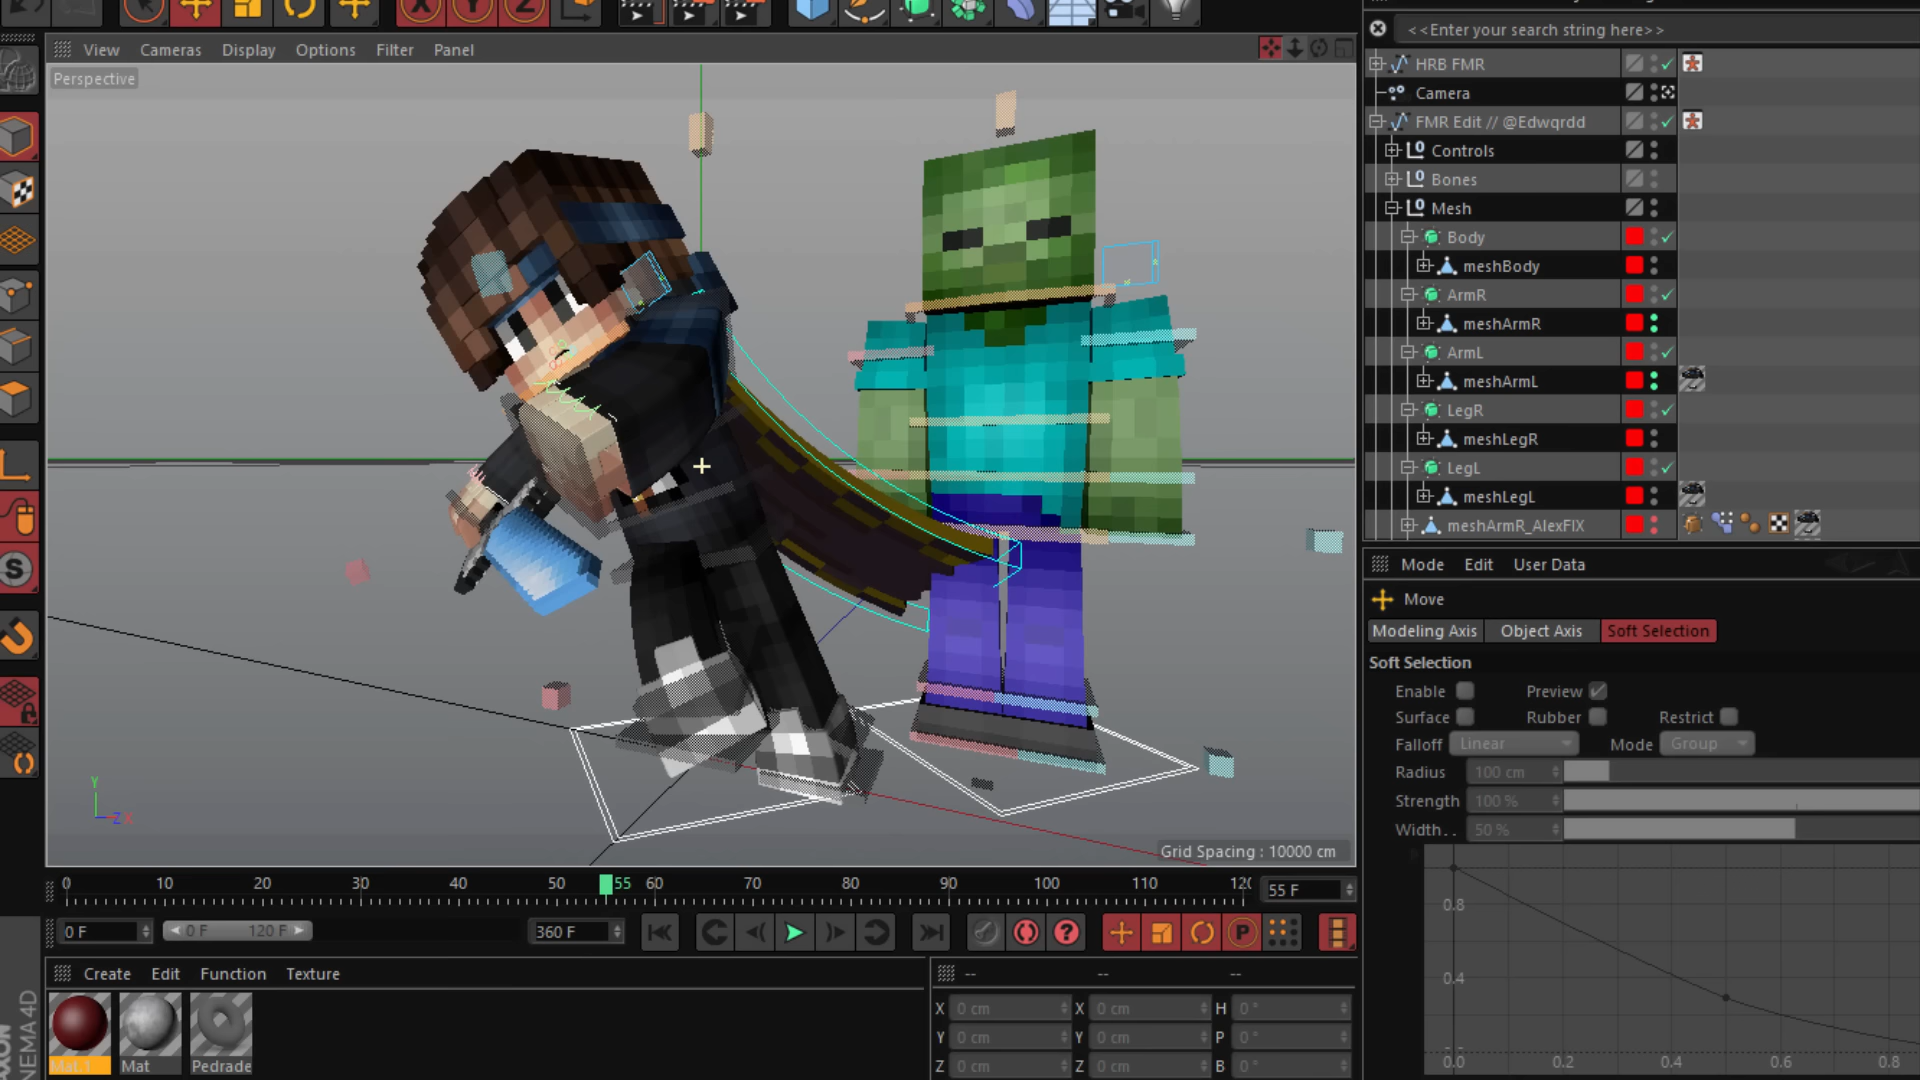 View Cameras Display Options Filter Panel
Perspective
Grid Spacing : 10000 cm
Y
Z X
<<Enter your search string here>>
HRB FMR
Camera
FMR Edit // @Edwqrdd
Controls
Bones
Mesh
Body
meshBody
ArmR
meshArmR
ArmL
meshArmL
LegR
meshLegR
LegL
meshLegL
meshArmR_AlexFIX
Mode Edit User Data
Move
Modeling Axis Object Axis Soft Selection
Soft Selection
Enable Preview
Surface Rubber Restrict
Falloff Linear Mode Group
Radius 100 cm
Strength 100 %
Width.. 50 %
0.8
0.4
0.0 0.2 0.4 0.6 0.8
0 10 20 30 40 50 55 60 70 80 90 100 110 120 55 F
0 F 0 F 120 F 360 F
Create Edit Function Texture
Mat.1 Mat Pedrade
-- -- --
X 0 cm X 0 cm H 0 °
Y 0 cm Y 0 cm P 0 °
Z 0 cm Z 0 cm B 0 °